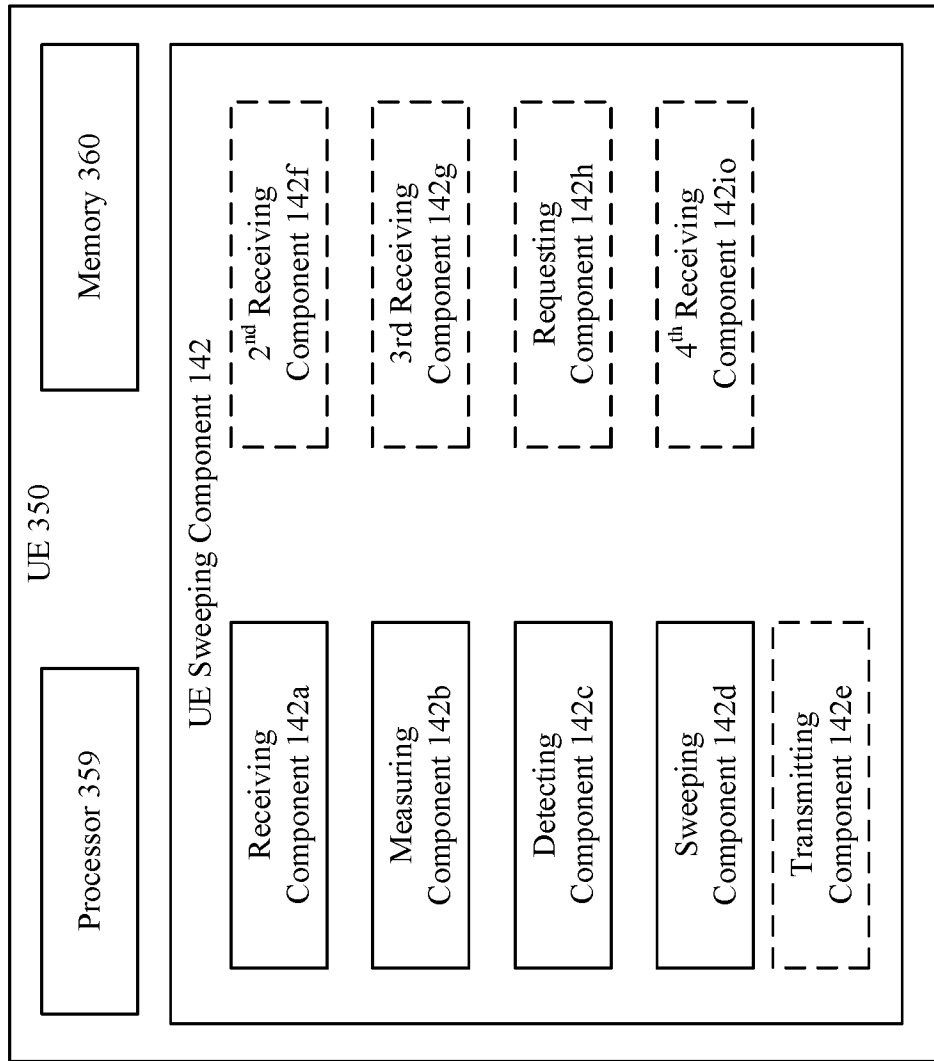 UE 350
Processor 359
Memory 360
UE Sweeping Component 142
Receiving
Component 142a
Measuring
Component 142b
Detecting
Component 142c
Sweeping
Component 142d
Transmitting
Component 142e
2nd Receiving
Component 142f
3rd Receiving
Component 142g
Requesting
Component 142h
4th Receiving
Component 142io